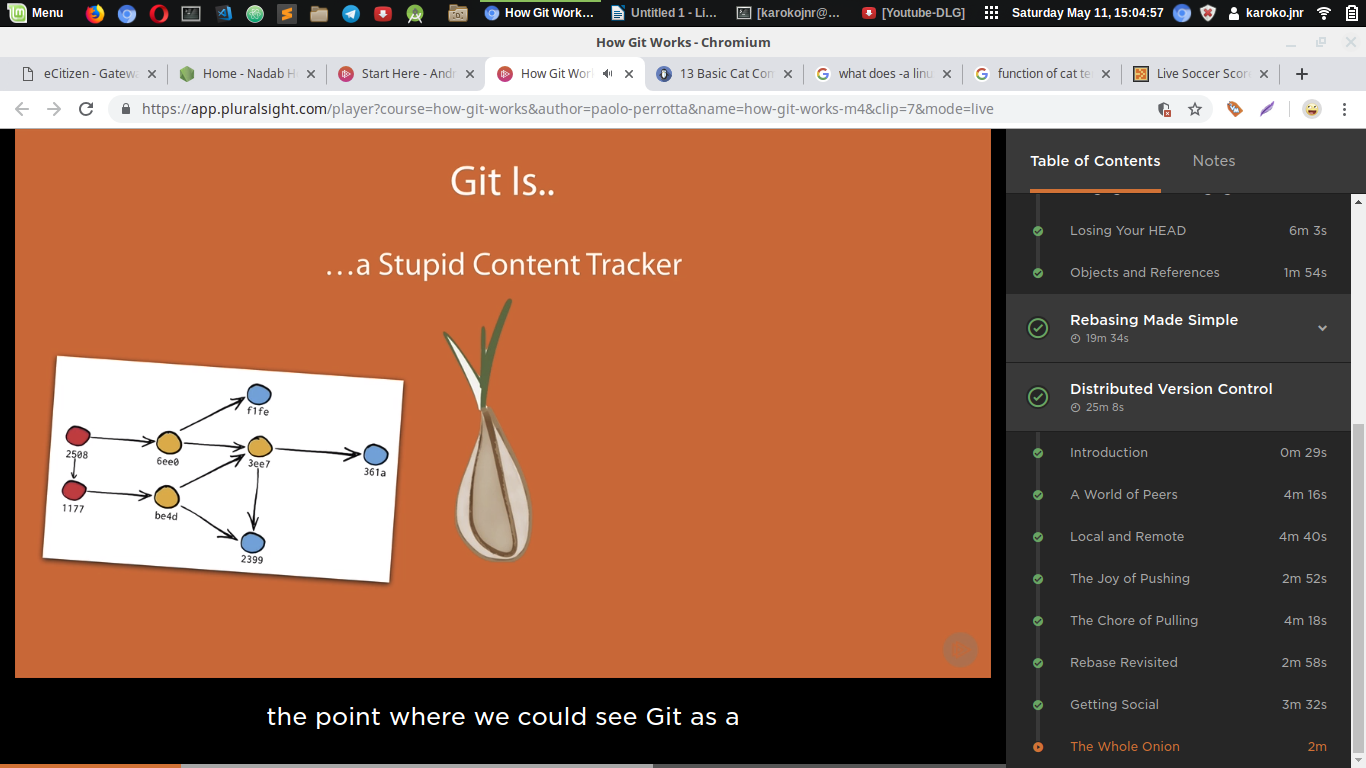 Menu
How Git Work...
Untitled 1 - Li...
[karokojnr@...
[Youtube-DLG]
Saturday May 11, 15:04:57
karoko.jnr
How Git Works - Chromium
eCitizen - Gatew
Home - Nadab H
Start Here - And
How Git Wor
13 Basic Cat Com
what does -a linu
function of cat te
Live Soccer Scor
https://app.pluralsight.com/player?course=how-git-works&author=paolo-perrotta&name=how-git-works-m4&clip=7&mode=live
Git Is..
...a Stupid Content Tracker
f1fe
2508
6ee0
3ee7
361a
1177
be4d
2399
the point where we could see Git as a
Table of Contents
Notes
Losing Your HEAD
6m 3s
Objects and References
1m 54s
Rebasing Made Simple
19m 34s
Distributed Version Control
25m 8s
Introduction
0m 29s
A World of Peers
4m 16s
Local and Remote
4m 40s
The Joy of Pushing
2m 52s
The Chore of Pulling
4m 18s
Rebase Revisited
2m 58s
Getting Social
3m 32s
The Whole Onion
2m